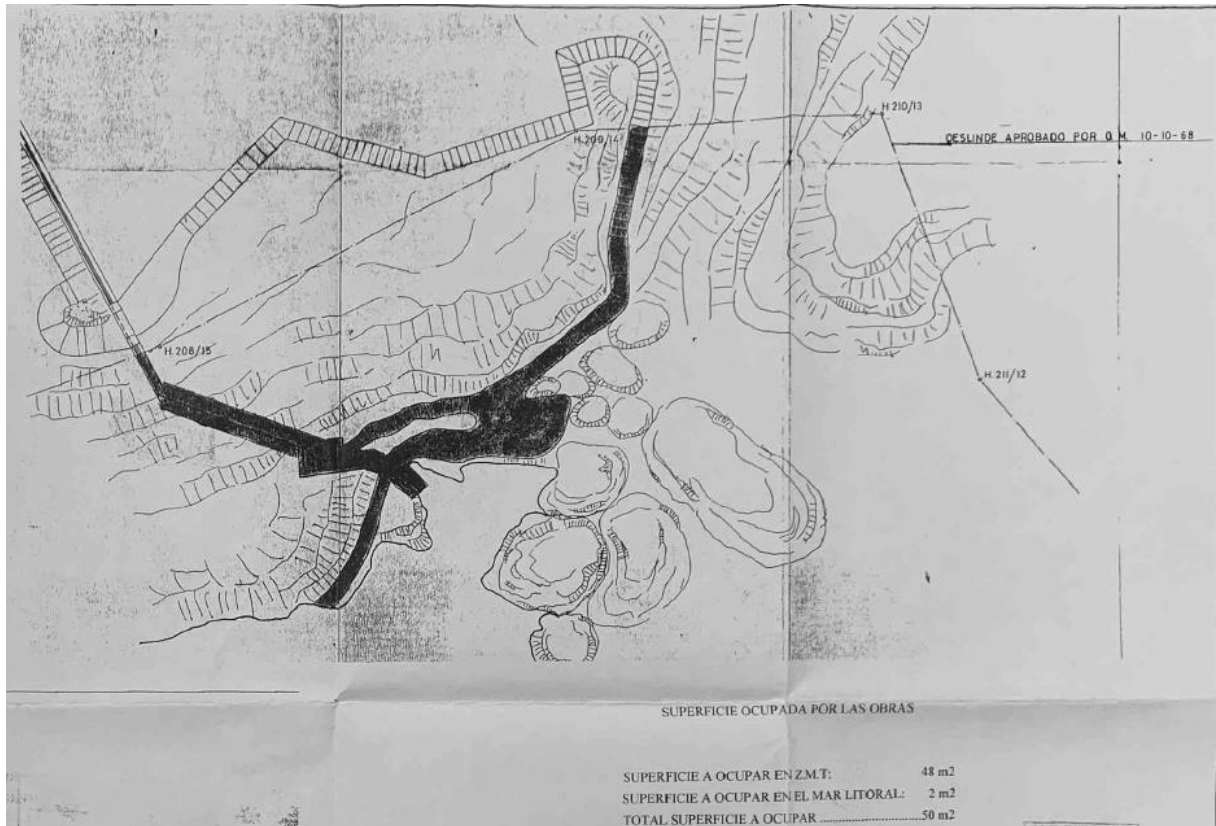 H.210/13
DESLINDE APROBADO POR O.M. 10-10-68
H.209/14
H.208/15
H.211/12
SUPERFICIE OCUPADA POR LAS OBRAS
SUPERFICIE A OCUPAR EN Z.M.T: 48 m2
SUPERFICIE A OCUPAR EN EL MAR LITORAL: 2 m2
TOTAL SUPERFICIE A OCUPAR ........................50 m2